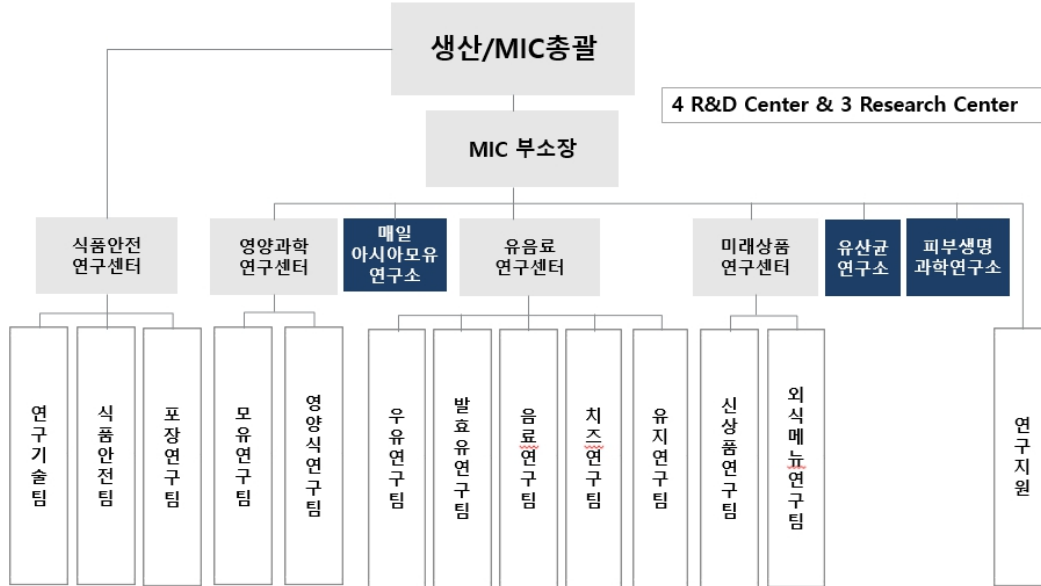 생산/MIC총괄
4 R&D Center & 3 Research Center
MIC 부소장
식품안전
연구센터
영양과학
연구센터
매일
아시아모유
연구소
유음료
연구센터
미래상품
연구센터
유산균
연구소
피부생명
과학연구소
연구기술팀
식품안전팀
포장연구팀
모유연구팀
영양식연구팀
우유연구팀
발효유연구팀
음료연구팀
치즈연구팀
유지연구팀
신상품연구팀
외식메뉴연구팀
연구지원